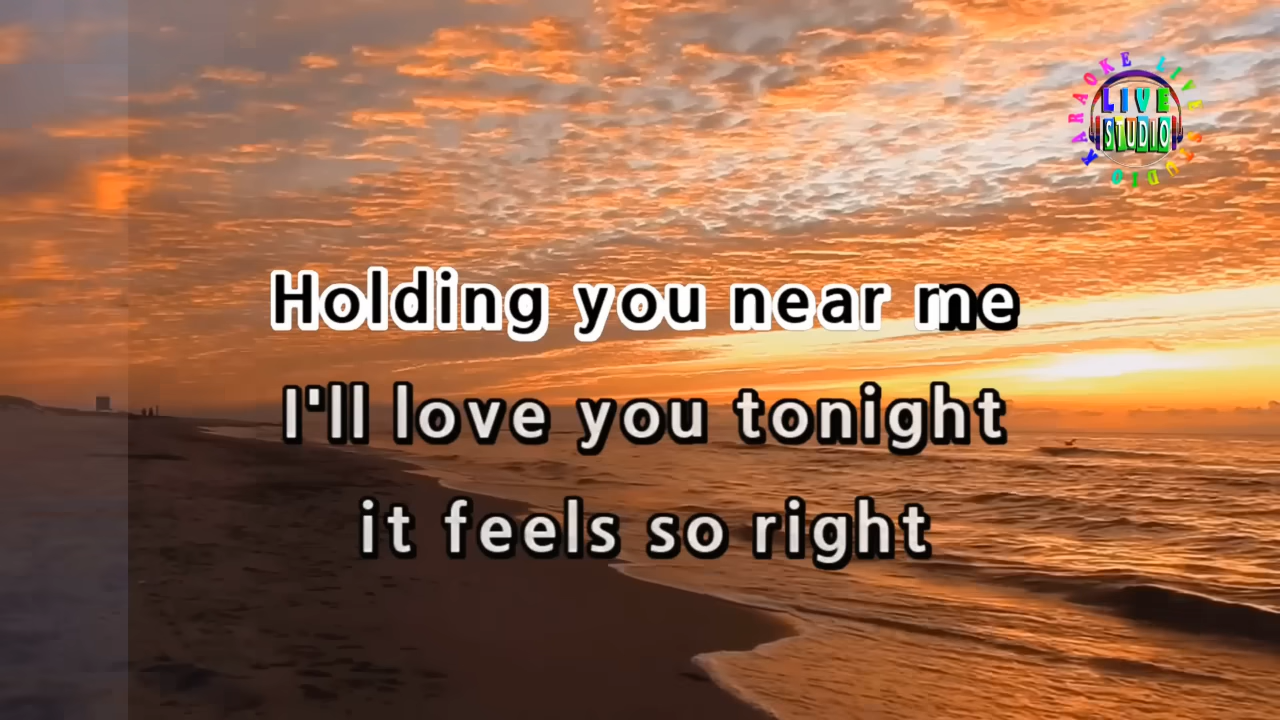 KARAOKE LIVE STUDIO
LIVE
STUDIO
Holding you near me
I'll love you tonight
it feels so right